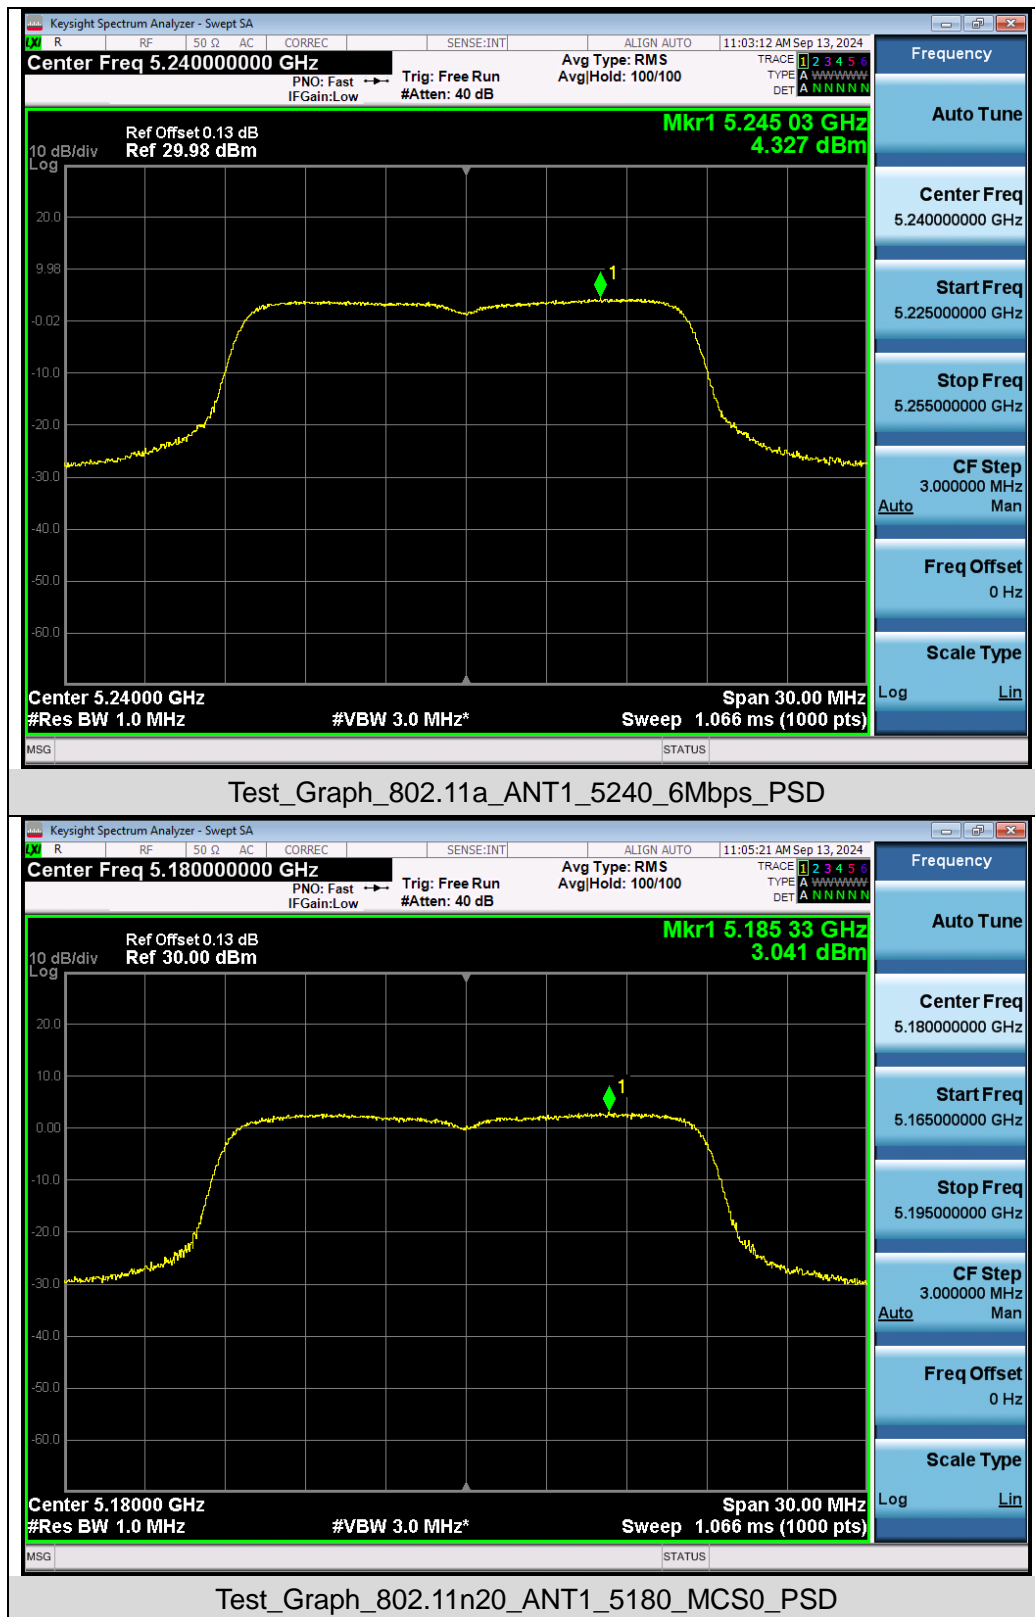 Keysight Spectrum Analyzer - Swept SA
LXI R RF 50 Ω AC CORREC SENSE:INT ALIGN AUTO 11:03:12 AM Sep 13, 2024
Center Freq 5.240000000 GHz
PNO: Fast
IFGain:Low
Trig: Free Run
#Atten: 40 dB
Avg Type: RMS
Avg|Hold: 100/100
TRACE 1 2 3 4 5 6
TYPE A WWWWW
DET A N N N N N
Mkr1 5.245 03 GHz
4.327 dBm
Ref Offset 0.13 dB
10 dB/div Ref 29.98 dBm
Log
20.0
9.98
-0.02
-10.0
-20.0
-30.0
-40.0
-50.0
-60.0
1
Center 5.24000 GHz Span 30.00 MHz
#Res BW 1.0 MHz #VBW 3.0 MHz* Sweep 1.066 ms (1000 pts)
MSG STATUS
Frequency
Auto Tune
Center Freq
5.240000000 GHz
Start Freq
5.225000000 GHz
Stop Freq
5.255000000 GHz
CF Step
3.000000 MHz
Auto Man
Freq Offset
0 Hz
Scale Type
Log Lin
Test_Graph_802.11a_ANT1_5240_6Mbps_PSD
Keysight Spectrum Analyzer - Swept SA
LXI R RF 50 Ω AC CORREC SENSE:INT ALIGN AUTO 11:05:21 AM Sep 13, 2024
Center Freq 5.180000000 GHz
PNO: Fast
IFGain:Low
Trig: Free Run
#Atten: 40 dB
Avg Type: RMS
Avg|Hold: 100/100
TRACE 1 2 3 4 5 6
TYPE A WWWWW
DET A N N N N N
Mkr1 5.185 33 GHz
3.041 dBm
Ref Offset 0.13 dB
10 dB/div Ref 30.00 dBm
Log
20.0
10.0
0.00
-10.0
-20.0
-30.0
-40.0
-50.0
-60.0
1
Center 5.18000 GHz Span 30.00 MHz
#Res BW 1.0 MHz #VBW 3.0 MHz* Sweep 1.066 ms (1000 pts)
MSG STATUS
Frequency
Auto Tune
Center Freq
5.180000000 GHz
Start Freq
5.165000000 GHz
Stop Freq
5.195000000 GHz
CF Step
3.000000 MHz
Auto Man
Freq Offset
0 Hz
Scale Type
Log Lin
Test_Graph_802.11n20_ANT1_5180_MCS0_PSD